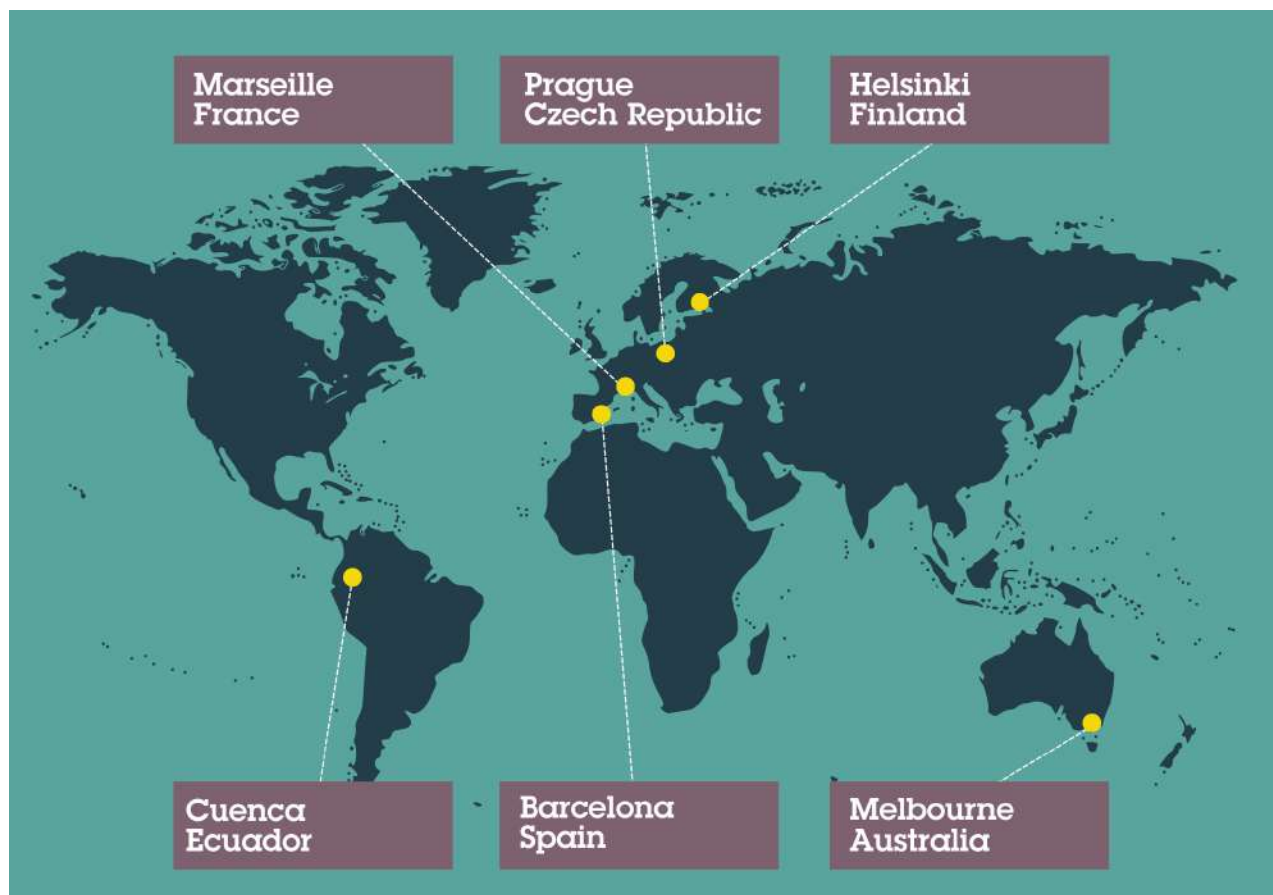 Marseille
France
Prague
Czech Republic
Helsinki
Finland
Cuenca
Ecuador
Barcelona
Spain
Melbourne
Australia